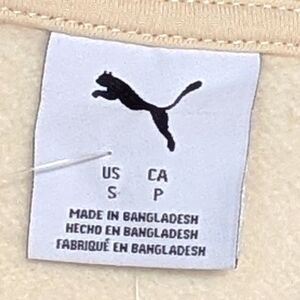 US CA
S P
MADE IN BANGLADESH
HECHO EN BANGLADESH
FABRIQUÉ EN BANGLADESH